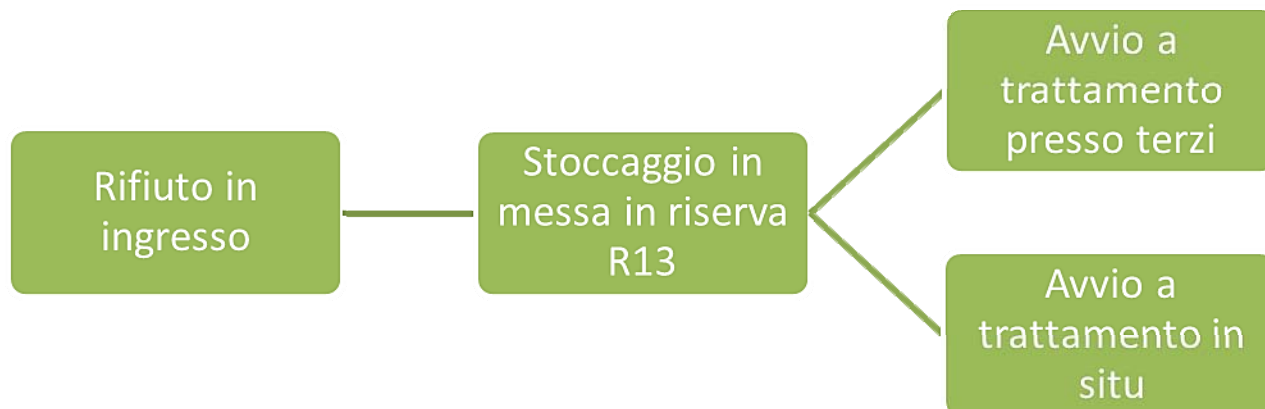 Rifiuto in
ingresso
Stoccaggio in
messa in riserva
R13
Avvio a
trattamento
presso terzi
Avvio a
trattamento in
situ